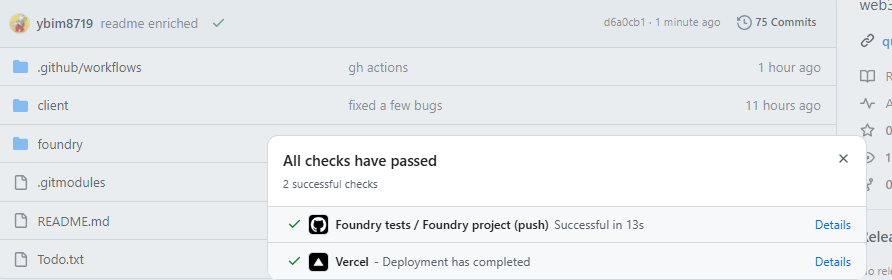 web3
ybim8719 readme enriched d6a0cb1 · 1 minute ago 75 Commits
.github/workflows gh actions 1 hour ago
client fixed a few bugs 11 hours ago
foundry
.gitmodules
README.md
Todo.txt
All checks have passed
2 successful checks
Foundry tests / Foundry project (push) Successful in 13s Details
Vercel - Deployment has completed Details
qu
R
A
0
1
0